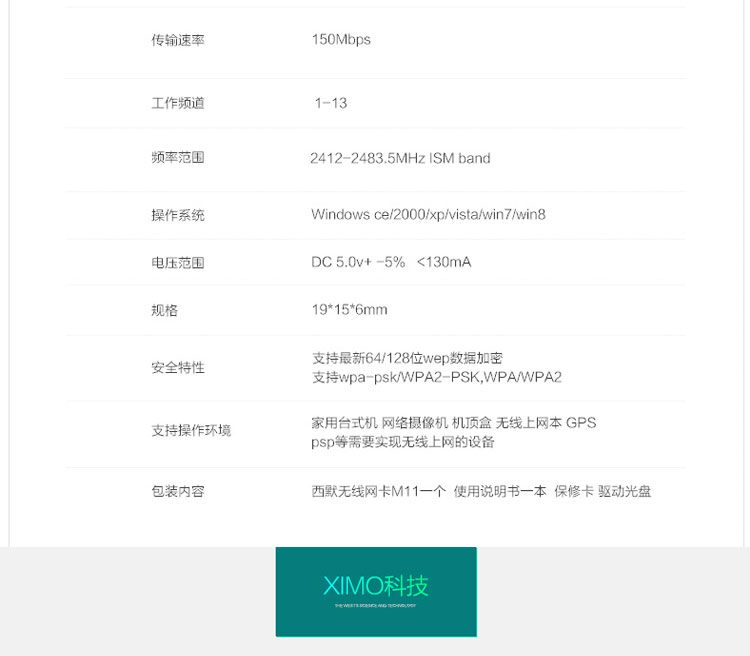 传输速率 150Mbps
工作频道 1-13
频率范围 2412-2483.5MHz ISM band
操作系统 Windows ce/2000/xp/vista/win7/win8
电压范围 DC 5.0v+ -5% <130mA
规格 19*15*6mm
安全特性 支持最新64/128位wep数据加密
支持wpa-psk/WPA2-PSK,WPA/WPA2
支持操作环境 家用台式机 网络摄像机 机顶盒 无线上网本 GPS
psp等需要实现无线上网的设备
包装内容 西默无线网卡M11一个 使用说明书一本 保修卡 驱动光盘
XIMO科技